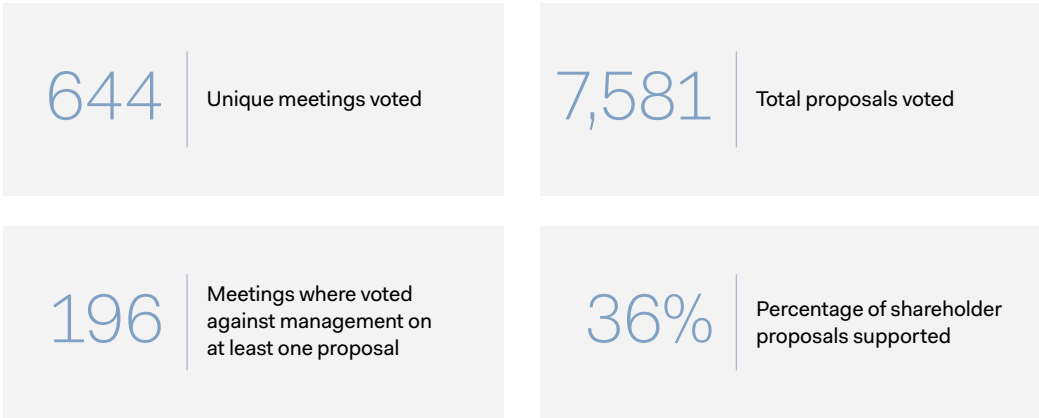 644
Unique meetings voted
7,581
Total proposals voted
196
Meetings where voted
against management on
at least one proposal
36%
Percentage of shareholder
proposals supported